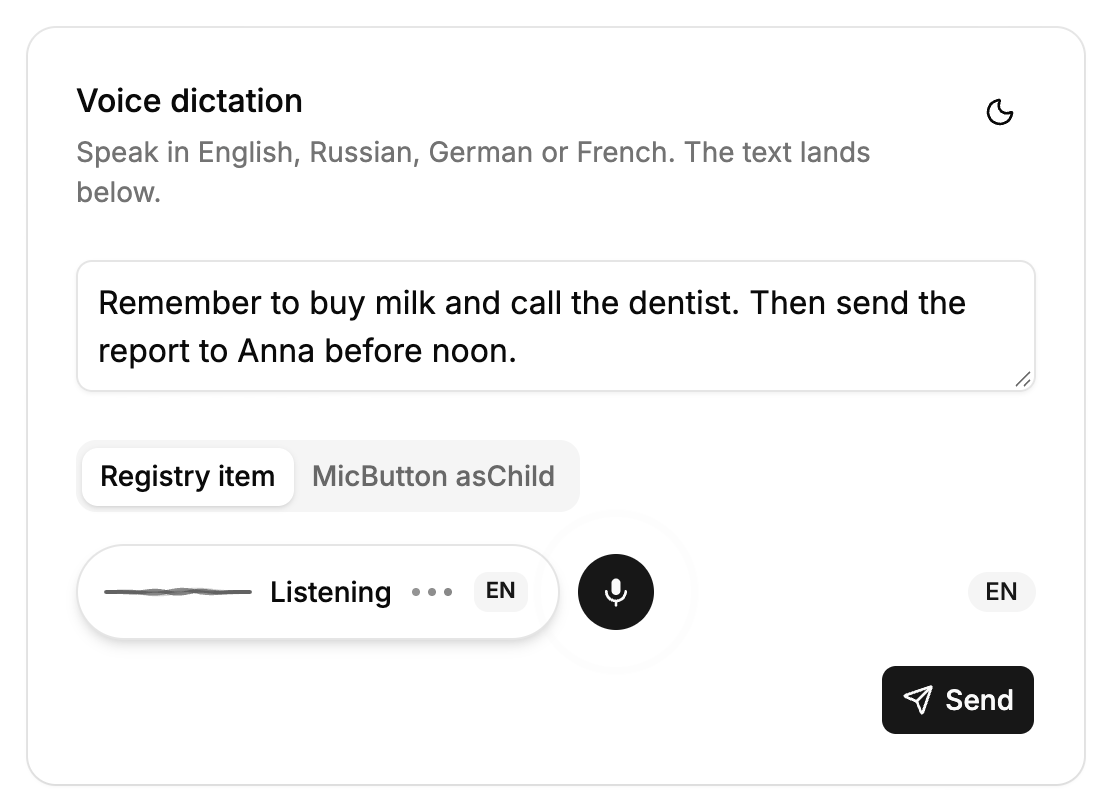 Voice dictation
Speak in English, Russian, German or French. The text lands
below.
Remember to buy milk and call the dentist. Then send the
report to Anna before noon.
Registry item
MicButton asChild
Listening
EN
EN
Send